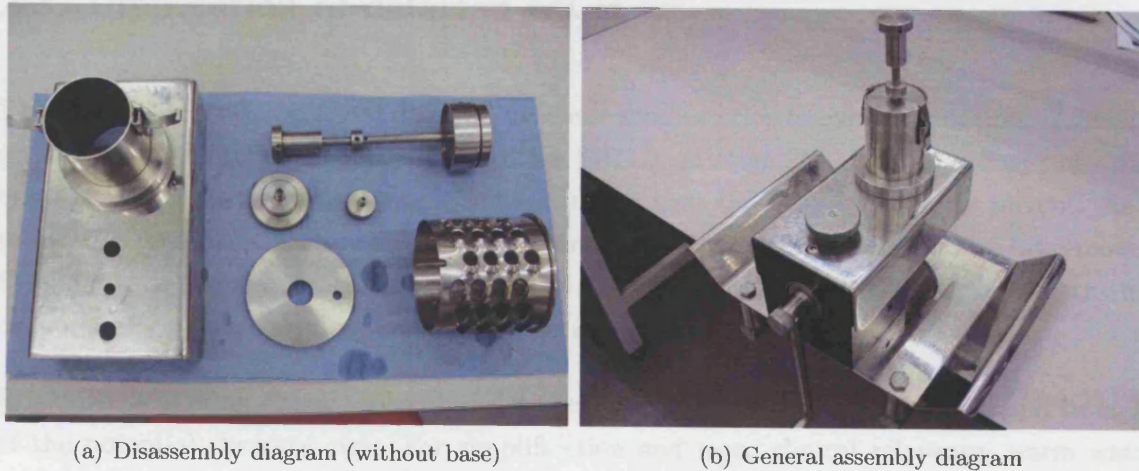 (a) Disassembly diagram (without base)
(b) General assembly diagram